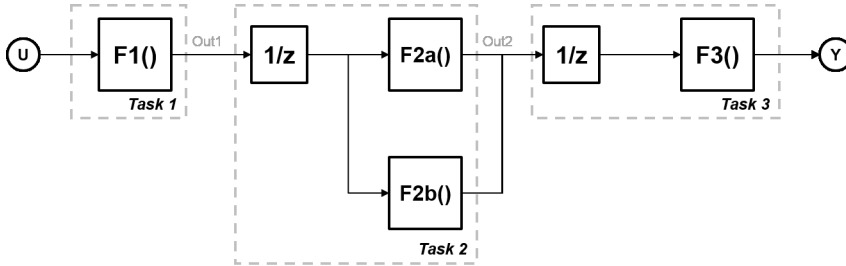 U
F1()
Task 1
Out1
1/z
F2a()
F2b()
Task 2
Out2
1/z
F3()
Task 3
Y